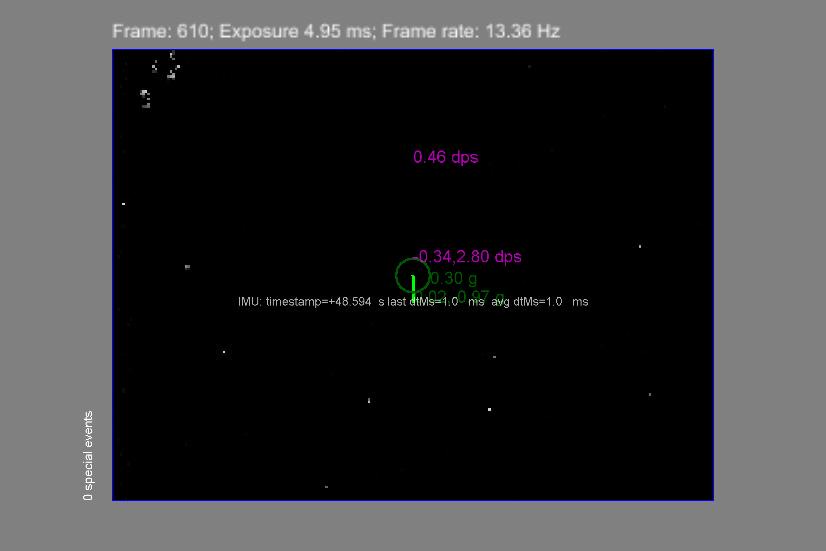 Frame: 610; Exposure 4.95 ms; Frame rate: 13.36 Hz
0.46 dps
-0.34,2.80 dps
0.30 g
0.97 g
IMU: timestamp=+48.594 s last dtMs=1.0 ms avg dtMs=1.0 ms
0 special events